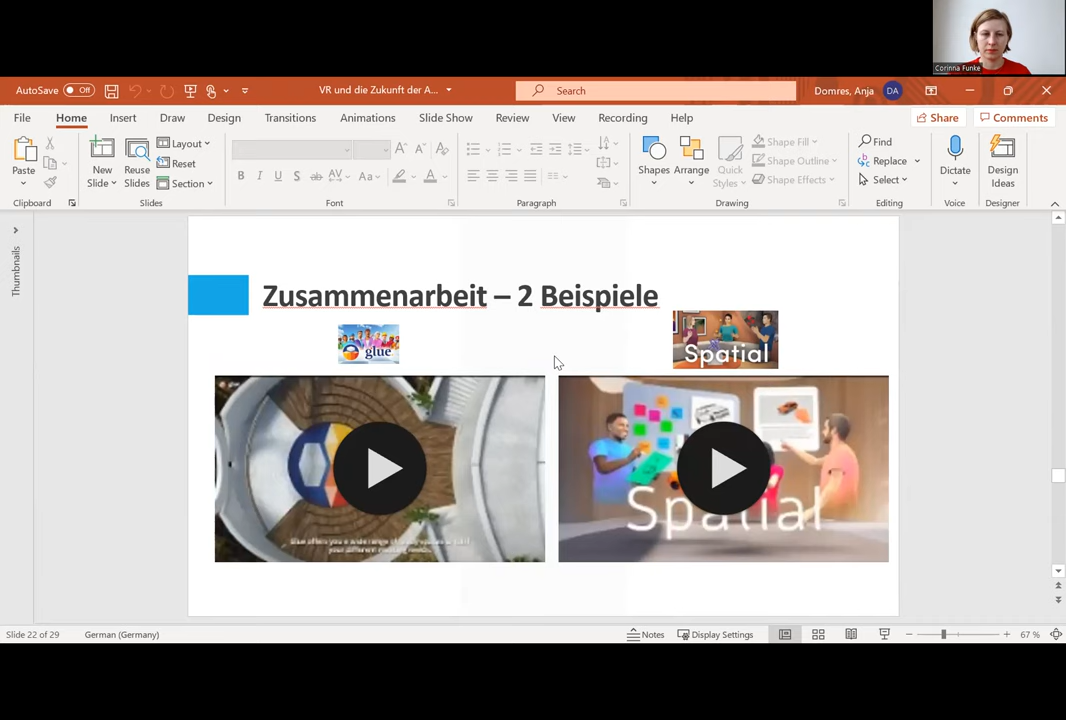 Corinna Funke
AutoSave Off
VR und die Zukunft der A...
Search
Domres, Anja
DA
File Home Insert Draw Design Transitions Animations Slide Show Review View Recording Help
Share
Comments
Paste
New Slide
Reuse Slides
Layout
Reset
Section
B I U S ab AV Aa A
Shapes
Arrange
Quick Styles
Shape Fill
Shape Outline
Shape Effects
Find
Replace
Select
Dictate
Design Ideas
Clipboard Slides Font Paragraph Drawing Editing Voice Designer
Thumbnails
Zusammenarbeit – 2 Beispiele
glue
Spatial
glue
Spatial
Slide 22 of 29
German (Germany)
Notes
Display Settings
67 %